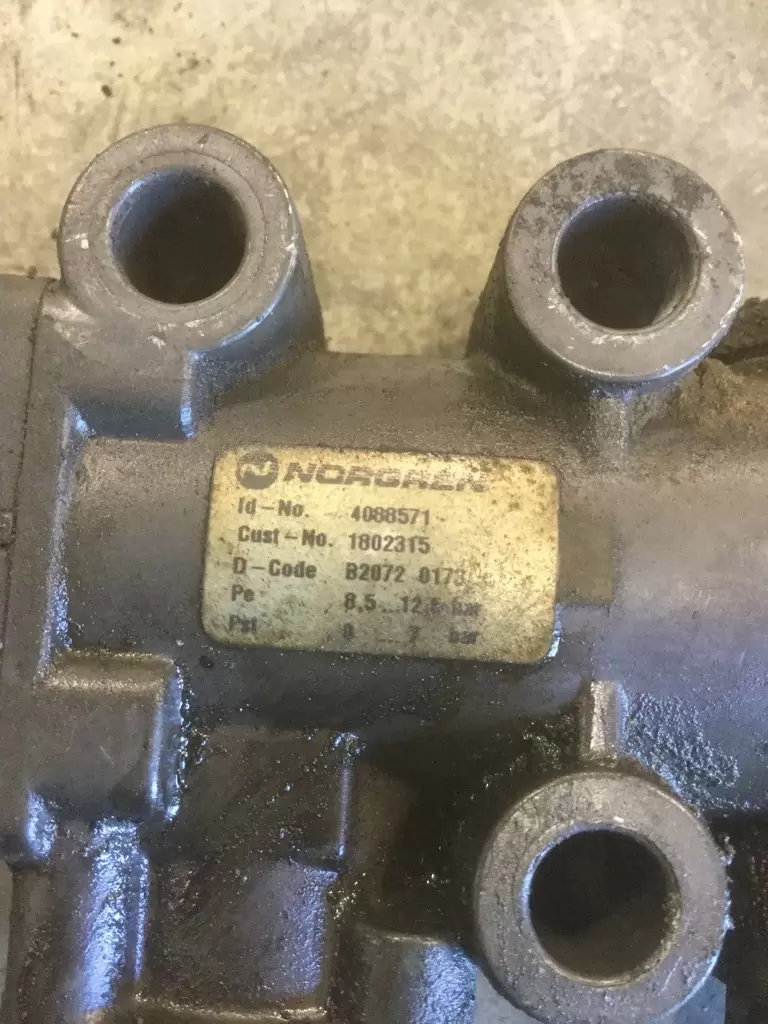 NORGREN
Id-No. 4088571
Cust-No. 1802315
D-Code B2072 0173
Pe 8,5...12,5 bar
Pst 0 ...7 bar